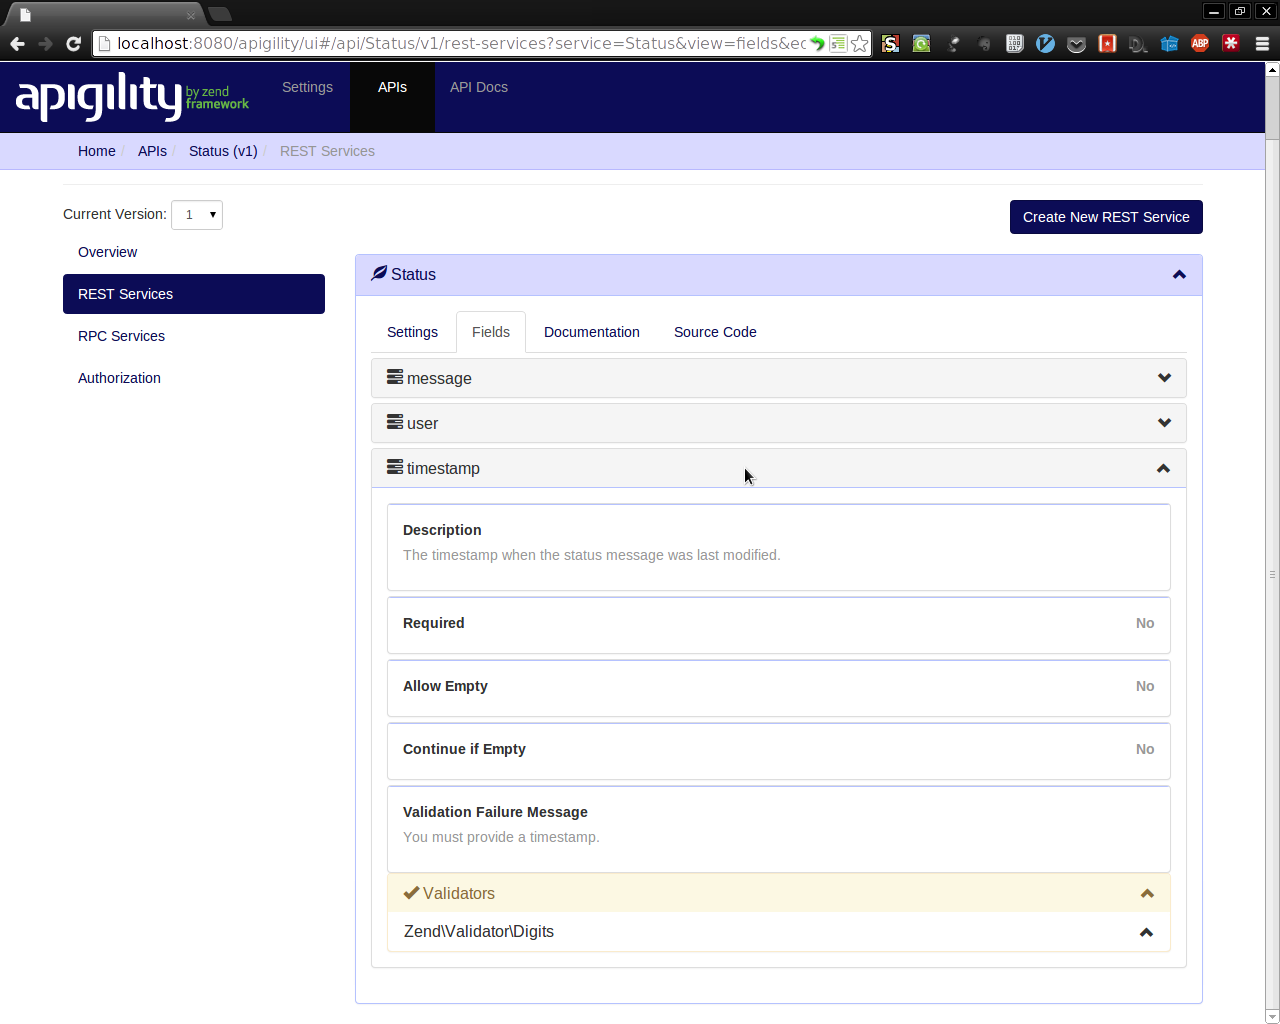 localhost:8080/apigility/ui#/api/Status/v1/rest-services?service=Status&view=fields&ec
apigility by zend framework
Settings
APIs
API Docs
Home / APIs / Status (v1) / REST Services
Current Version: 1
Create New REST Service
Overview
REST Services
RPC Services
Authorization
Status
Settings
Fields
Documentation
Source Code
message
user
timestamp
Description
The timestamp when the status message was last modified.
Required No
Allow Empty No
Continue if Empty No
Validation Failure Message
You must provide a timestamp.
Validators
Zend\Validator\Digits